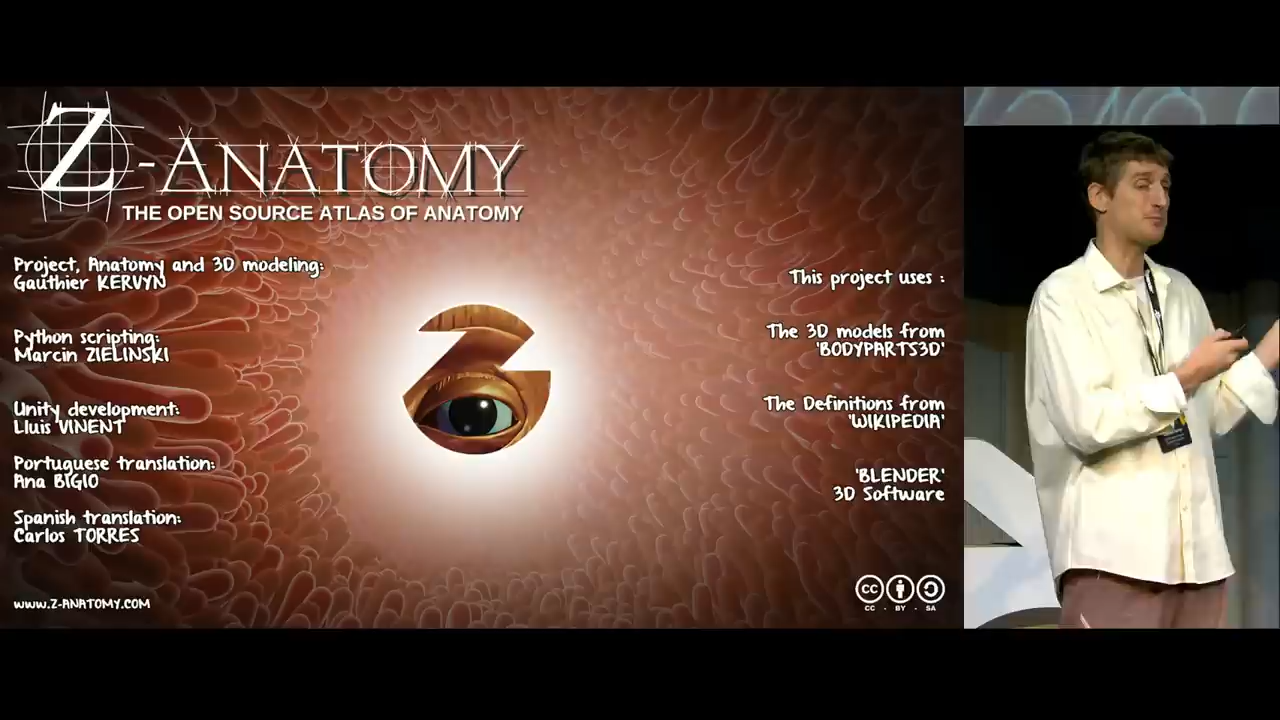 Z-ANATOMY
THE OPEN SOURCE ATLAS OF ANATOMY
Project, Anatomy and 3D modeling:
Gauthier KERVYN
Python scripting:
Marcin ZIELINSKI
Unity development:
Lluis VINENT
Portuguese translation:
Ana BIGIO
Spanish translation:
Carlos TORRES
www.Z-ANATOMY.COM
This project uses :
The 3D models from
'BODYPARTS3D'
The Definitions from
'WIKIPEDIA'
'BLENDER'
3D Software
CC
CC - BY - SA